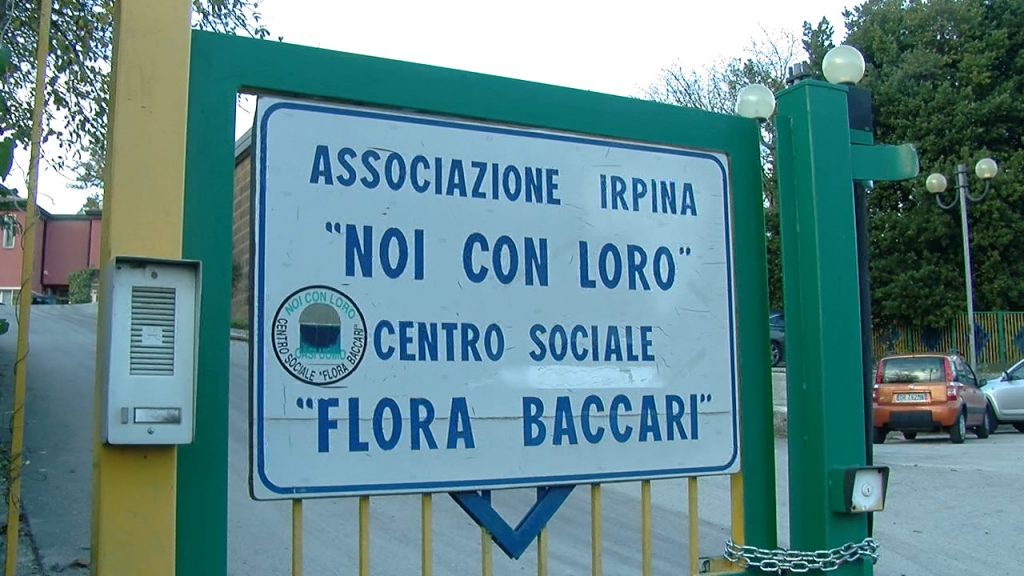 ASSOCIAZIONE IRPINA
"NOI CON LORO"
NOI CON LORO
CENTRO SOCIALE "FLORA BACCARI"
CENTRO SOCIALE
"FLORA BACCARI"